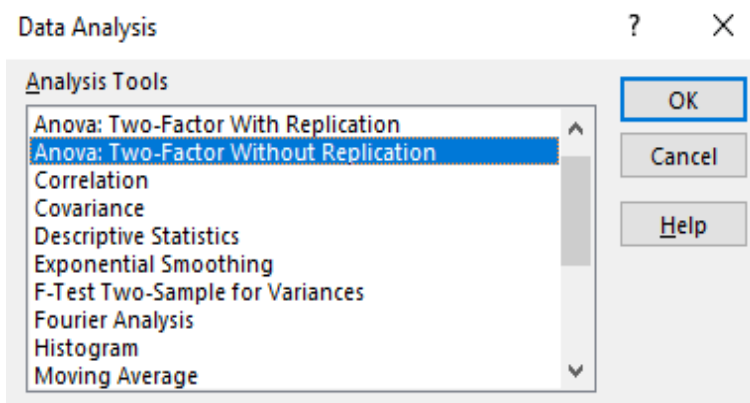 Data Analysis
?
Analysis Tools
Anova: Two-Factor With Replication
Anova: Two-Factor Without Replication
Correlation
Covariance
Descriptive Statistics
Exponential Smoothing
F-Test Two-Sample for Variances
Fourier Analysis
Histogram
Moving Average
OK
Cancel
Help